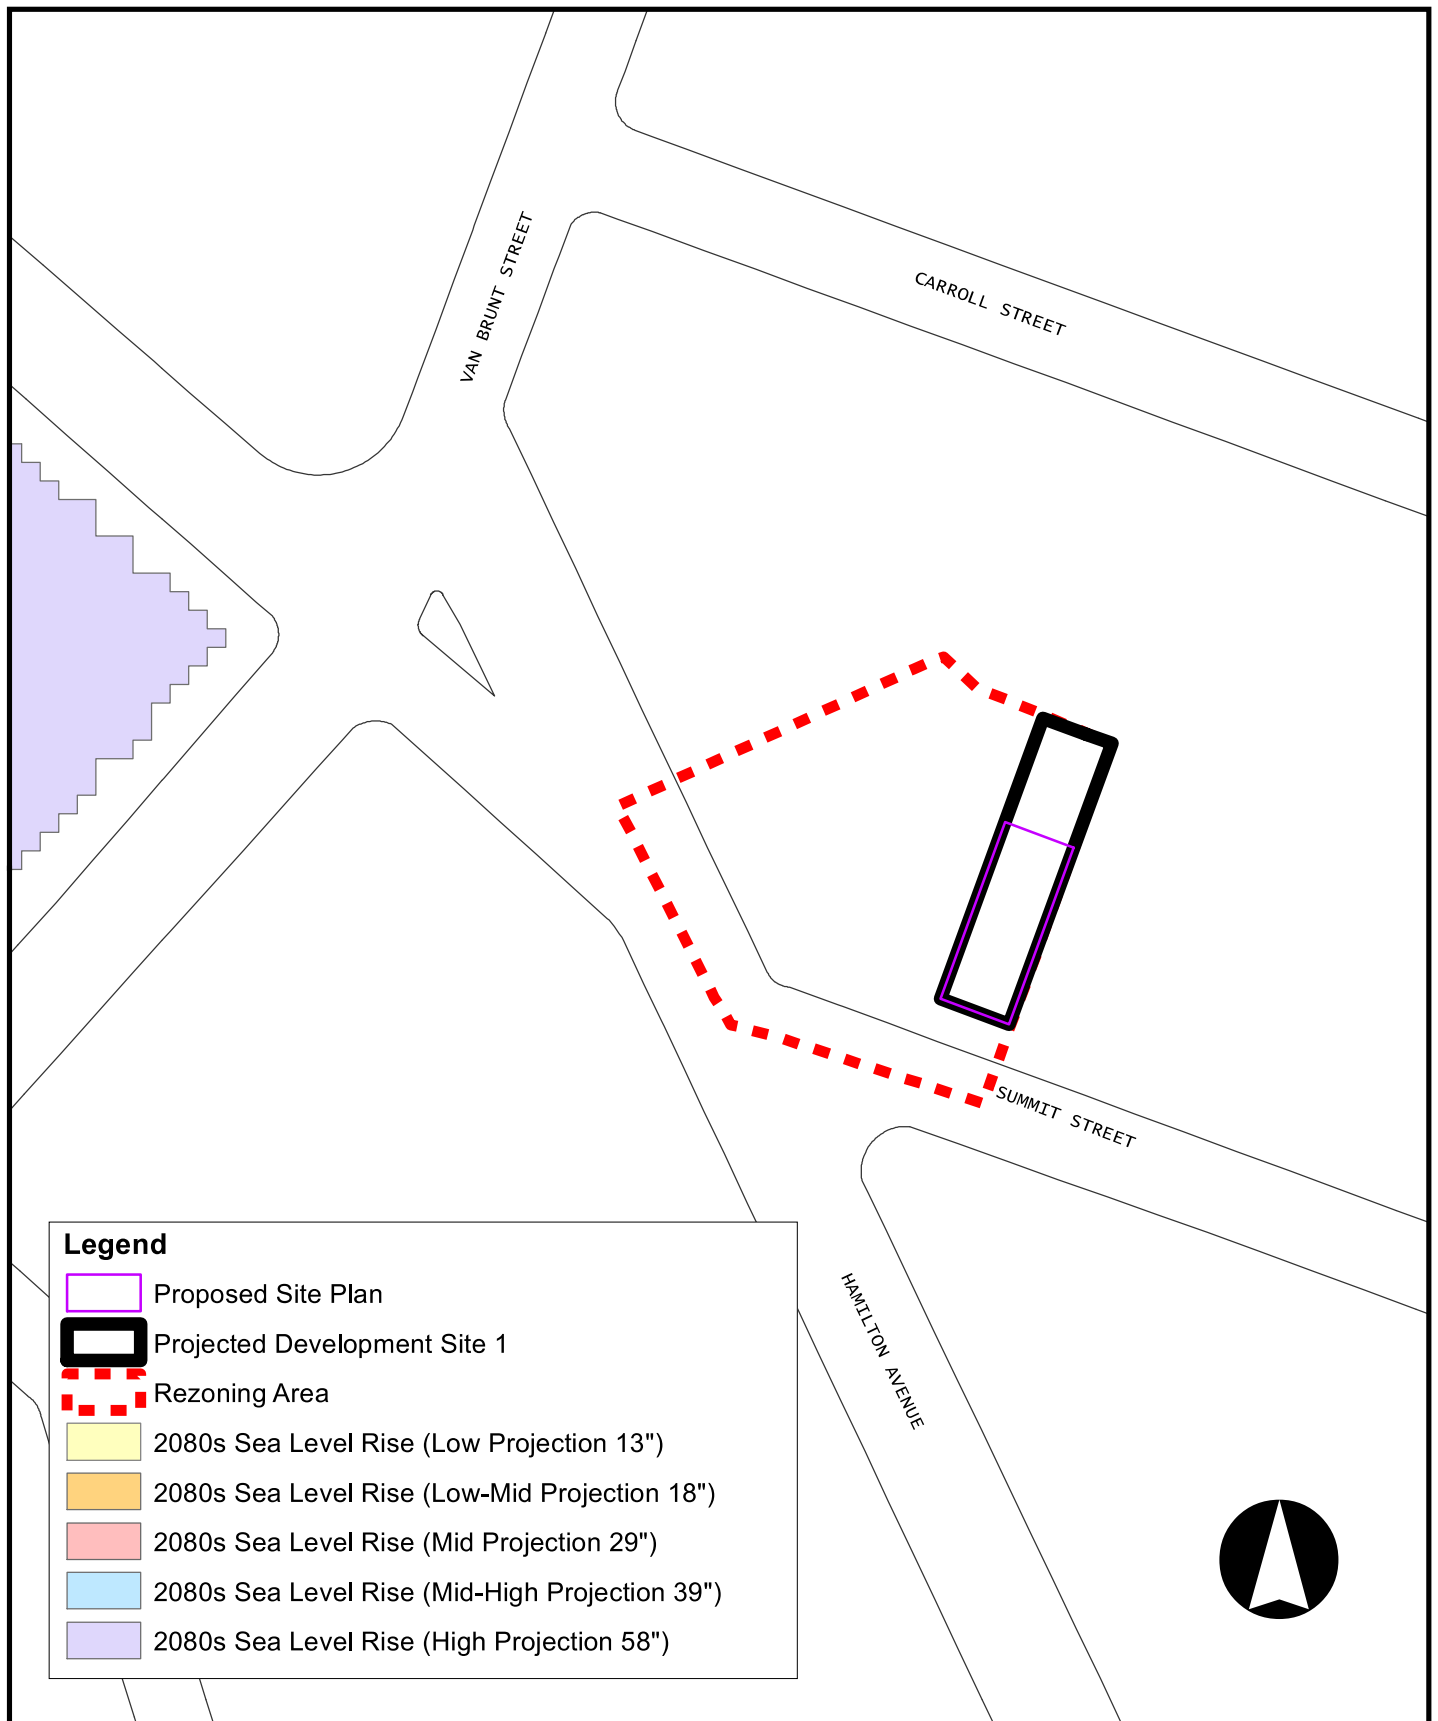 VAN BRUNT STREET
CARROLL STREET
SUMMIT STREET
HAMILTON AVENUE
Legend
Proposed Site Plan
Projected Development Site 1
Rezoning Area
2080s Sea Level Rise (Low Projection 13")
2080s Sea Level Rise (Low-Mid Projection 18")
2080s Sea Level Rise (Mid Projection 29")
2080s Sea Level Rise (Mid-High Projection 39")
2080s Sea Level Rise (High Projection 58")